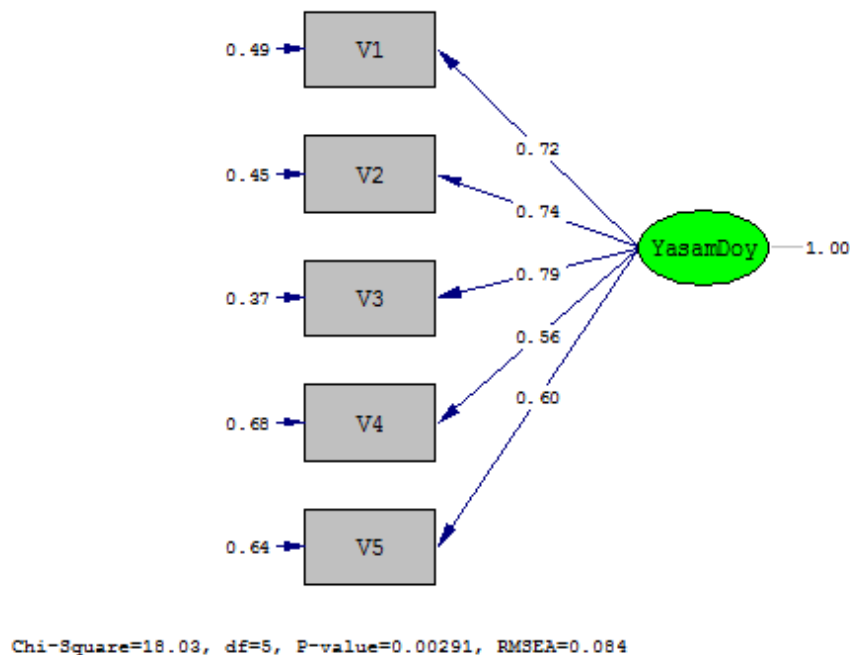 0.49 V1
0.72
0.45 V2
0.74
YasamDoy 1.00
0.79
0.37 V3
0.56
0.60
0.68 V4
0.64 V5
Chi-Square=18.03, df=5, P-value=0.00291, RMSEA=0.084